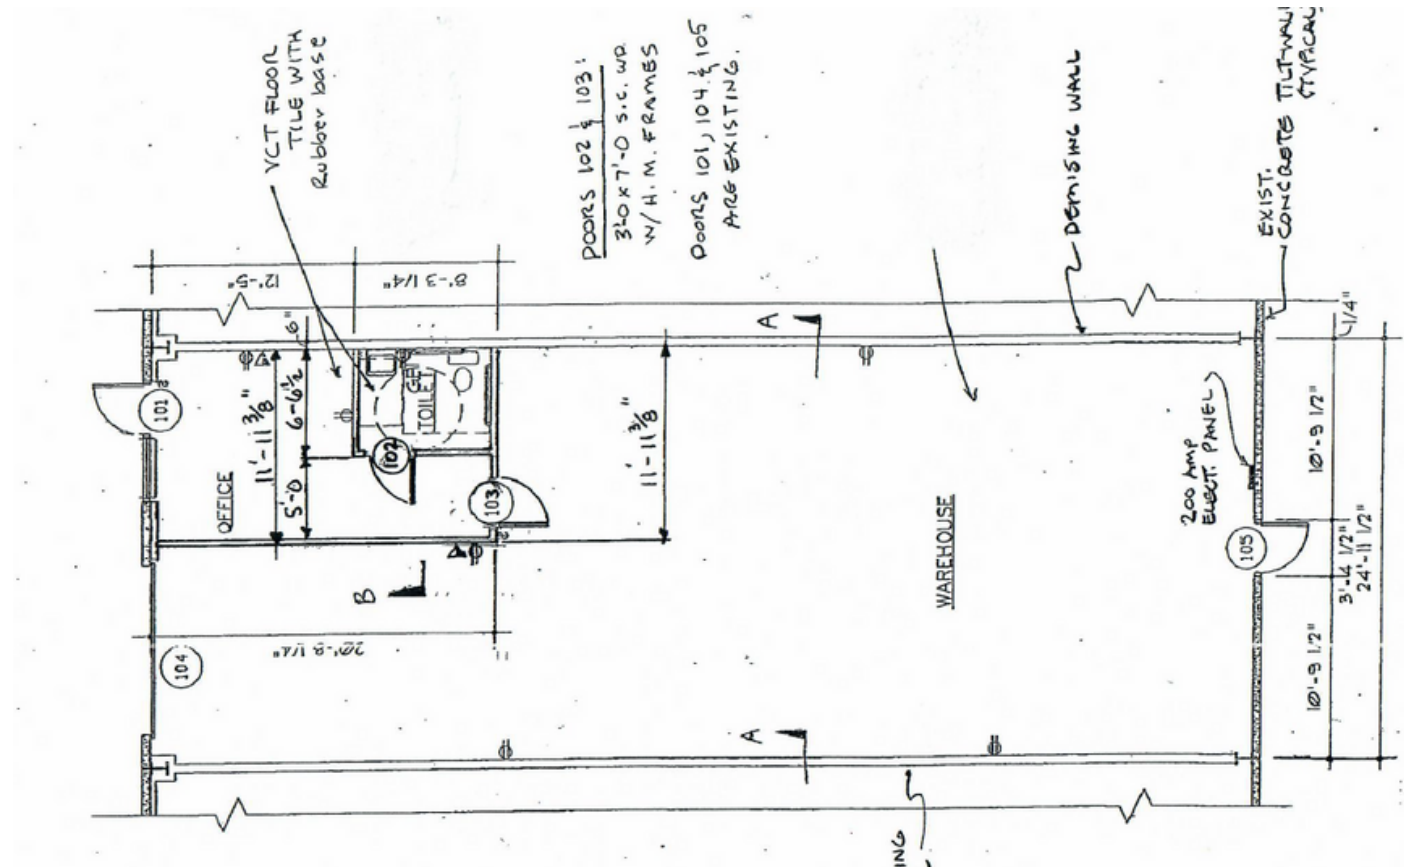 VCT FLOOR
TILE WITH
Rubber base
DOORS 102 & 103:
3'-0 x 7'-0 S.C. WD
W/ H.M. FRAMES
DOORS 101, 104 & 105
ARE EXISTING.
DEMISING WALL
EXIST.
CONCRETE TILT-WALL
(TYPICAL
12'-5"
8'-3 1/4"
6"
A
1/4"
101
11'-11 3/8"
6-6 1/2
5'-0
TOILET
102
103
11'-11 3/8"
OFFICE
200 AMP
ELECT. PANEL
10'-9 1/2"
WAREHOUSE
105
3'-4 1/2"
24'-11 1/2"
B
20'-8 1/4"
104
10'-9 1/2"
A
ING